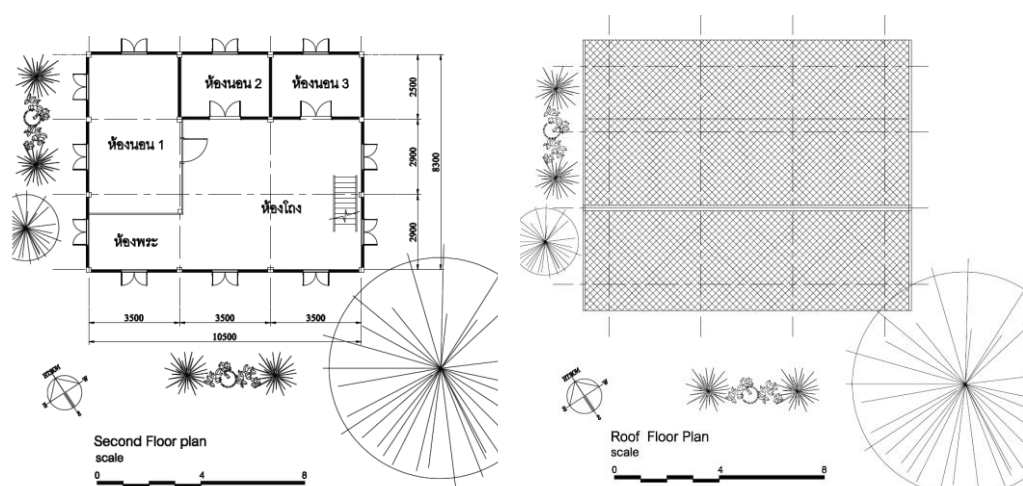 ห้องนอน 2
ห้องนอน 3
ห้องนอน 1
ห้องโถง
ห้องพระ
2500
2900
2900
8300
3500
3500
3500
10500
Second Floor plan
scale
0 4 8
Roof Floor Plan
scale
0 4 8